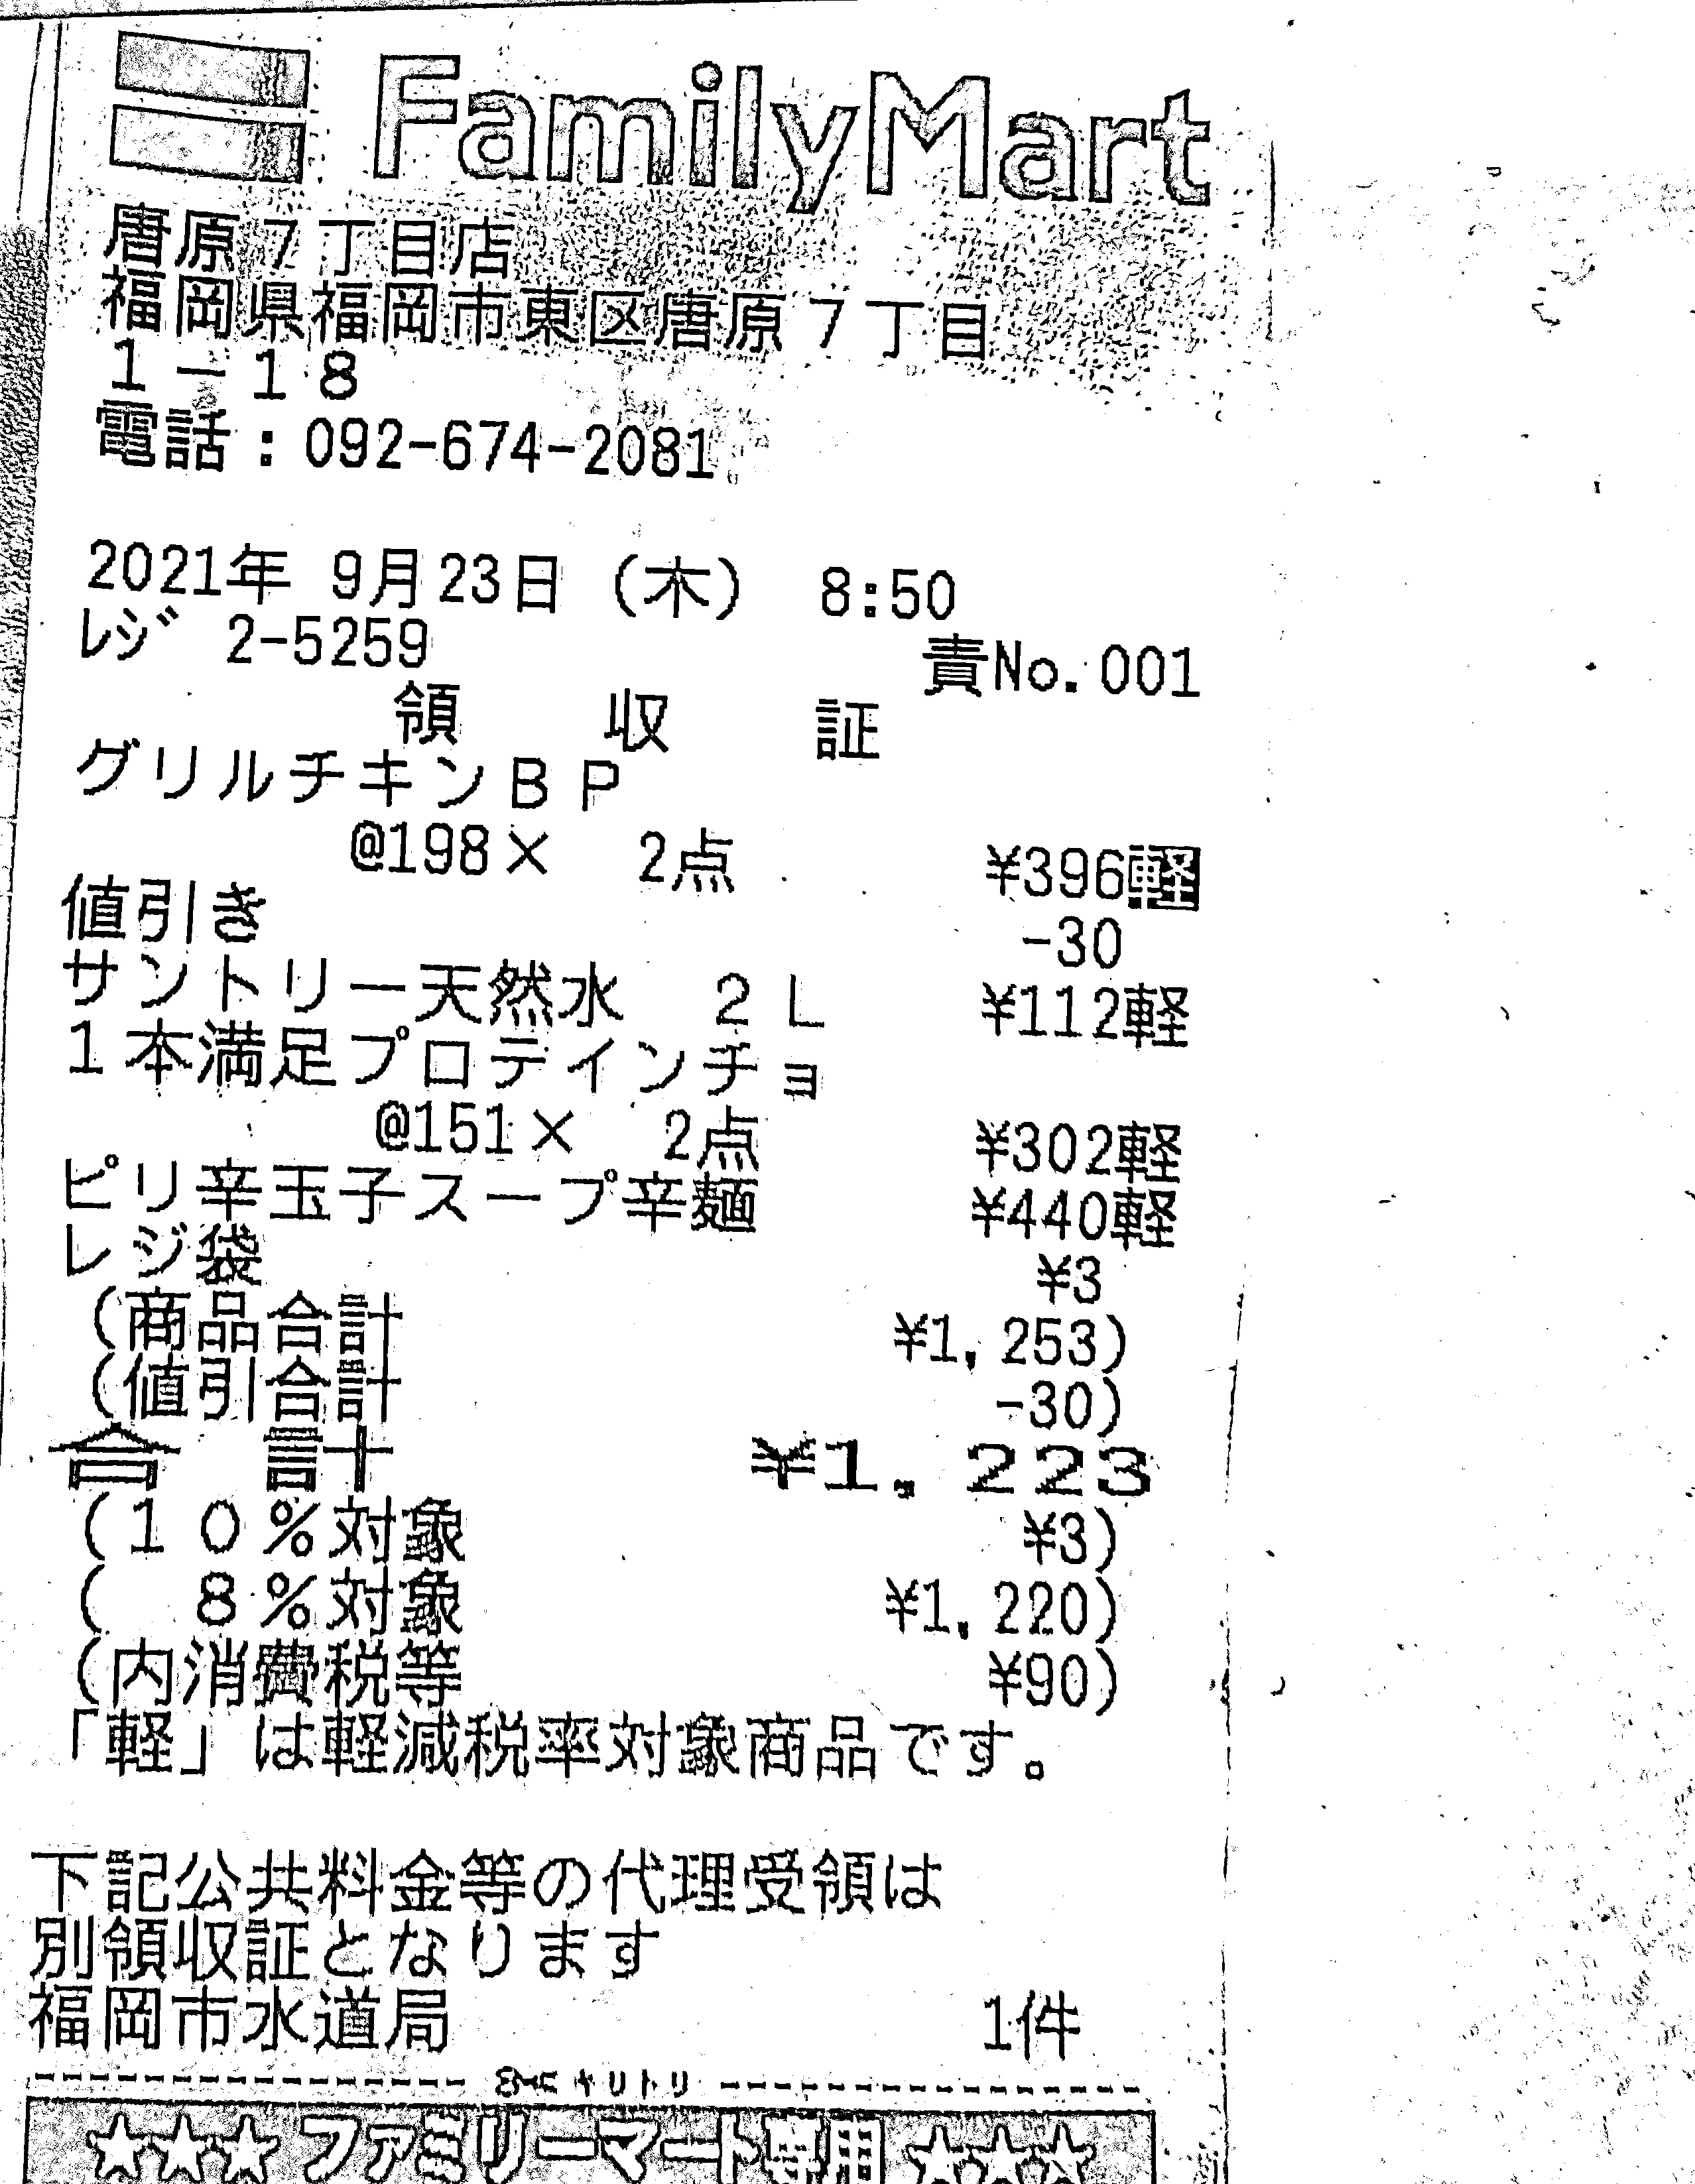 FamilyMart
唐原7丁目店
福岡県福岡市東区唐原7丁目
1-18
電話:092-674-2081
2021年 9月23日(木) 8:50
レジ 2-5259 責No.001
領 収 証
グリルチキンBP
@198× 2点 ¥396軽
値引き -30
サントリー天然水 2L ¥112軽
1本満足プロテインチョ
@151× 2点 ¥302軽
ピリ辛玉子スープ辛麺 ¥440軽
レジ袋 ¥3
(商品合計 ¥1,253)
(値引合計 -30)
合 計 ¥1,223
(10%対象 ¥3)
( 8%対象 ¥1,220)
(内消費税等 ¥90)
「軽」は軽減税率対象商品です。
下記公共料金等の代理受領は
別領収証となります
福岡市水道局 1件
キリトリ
★★★ファミリーマート ★★★